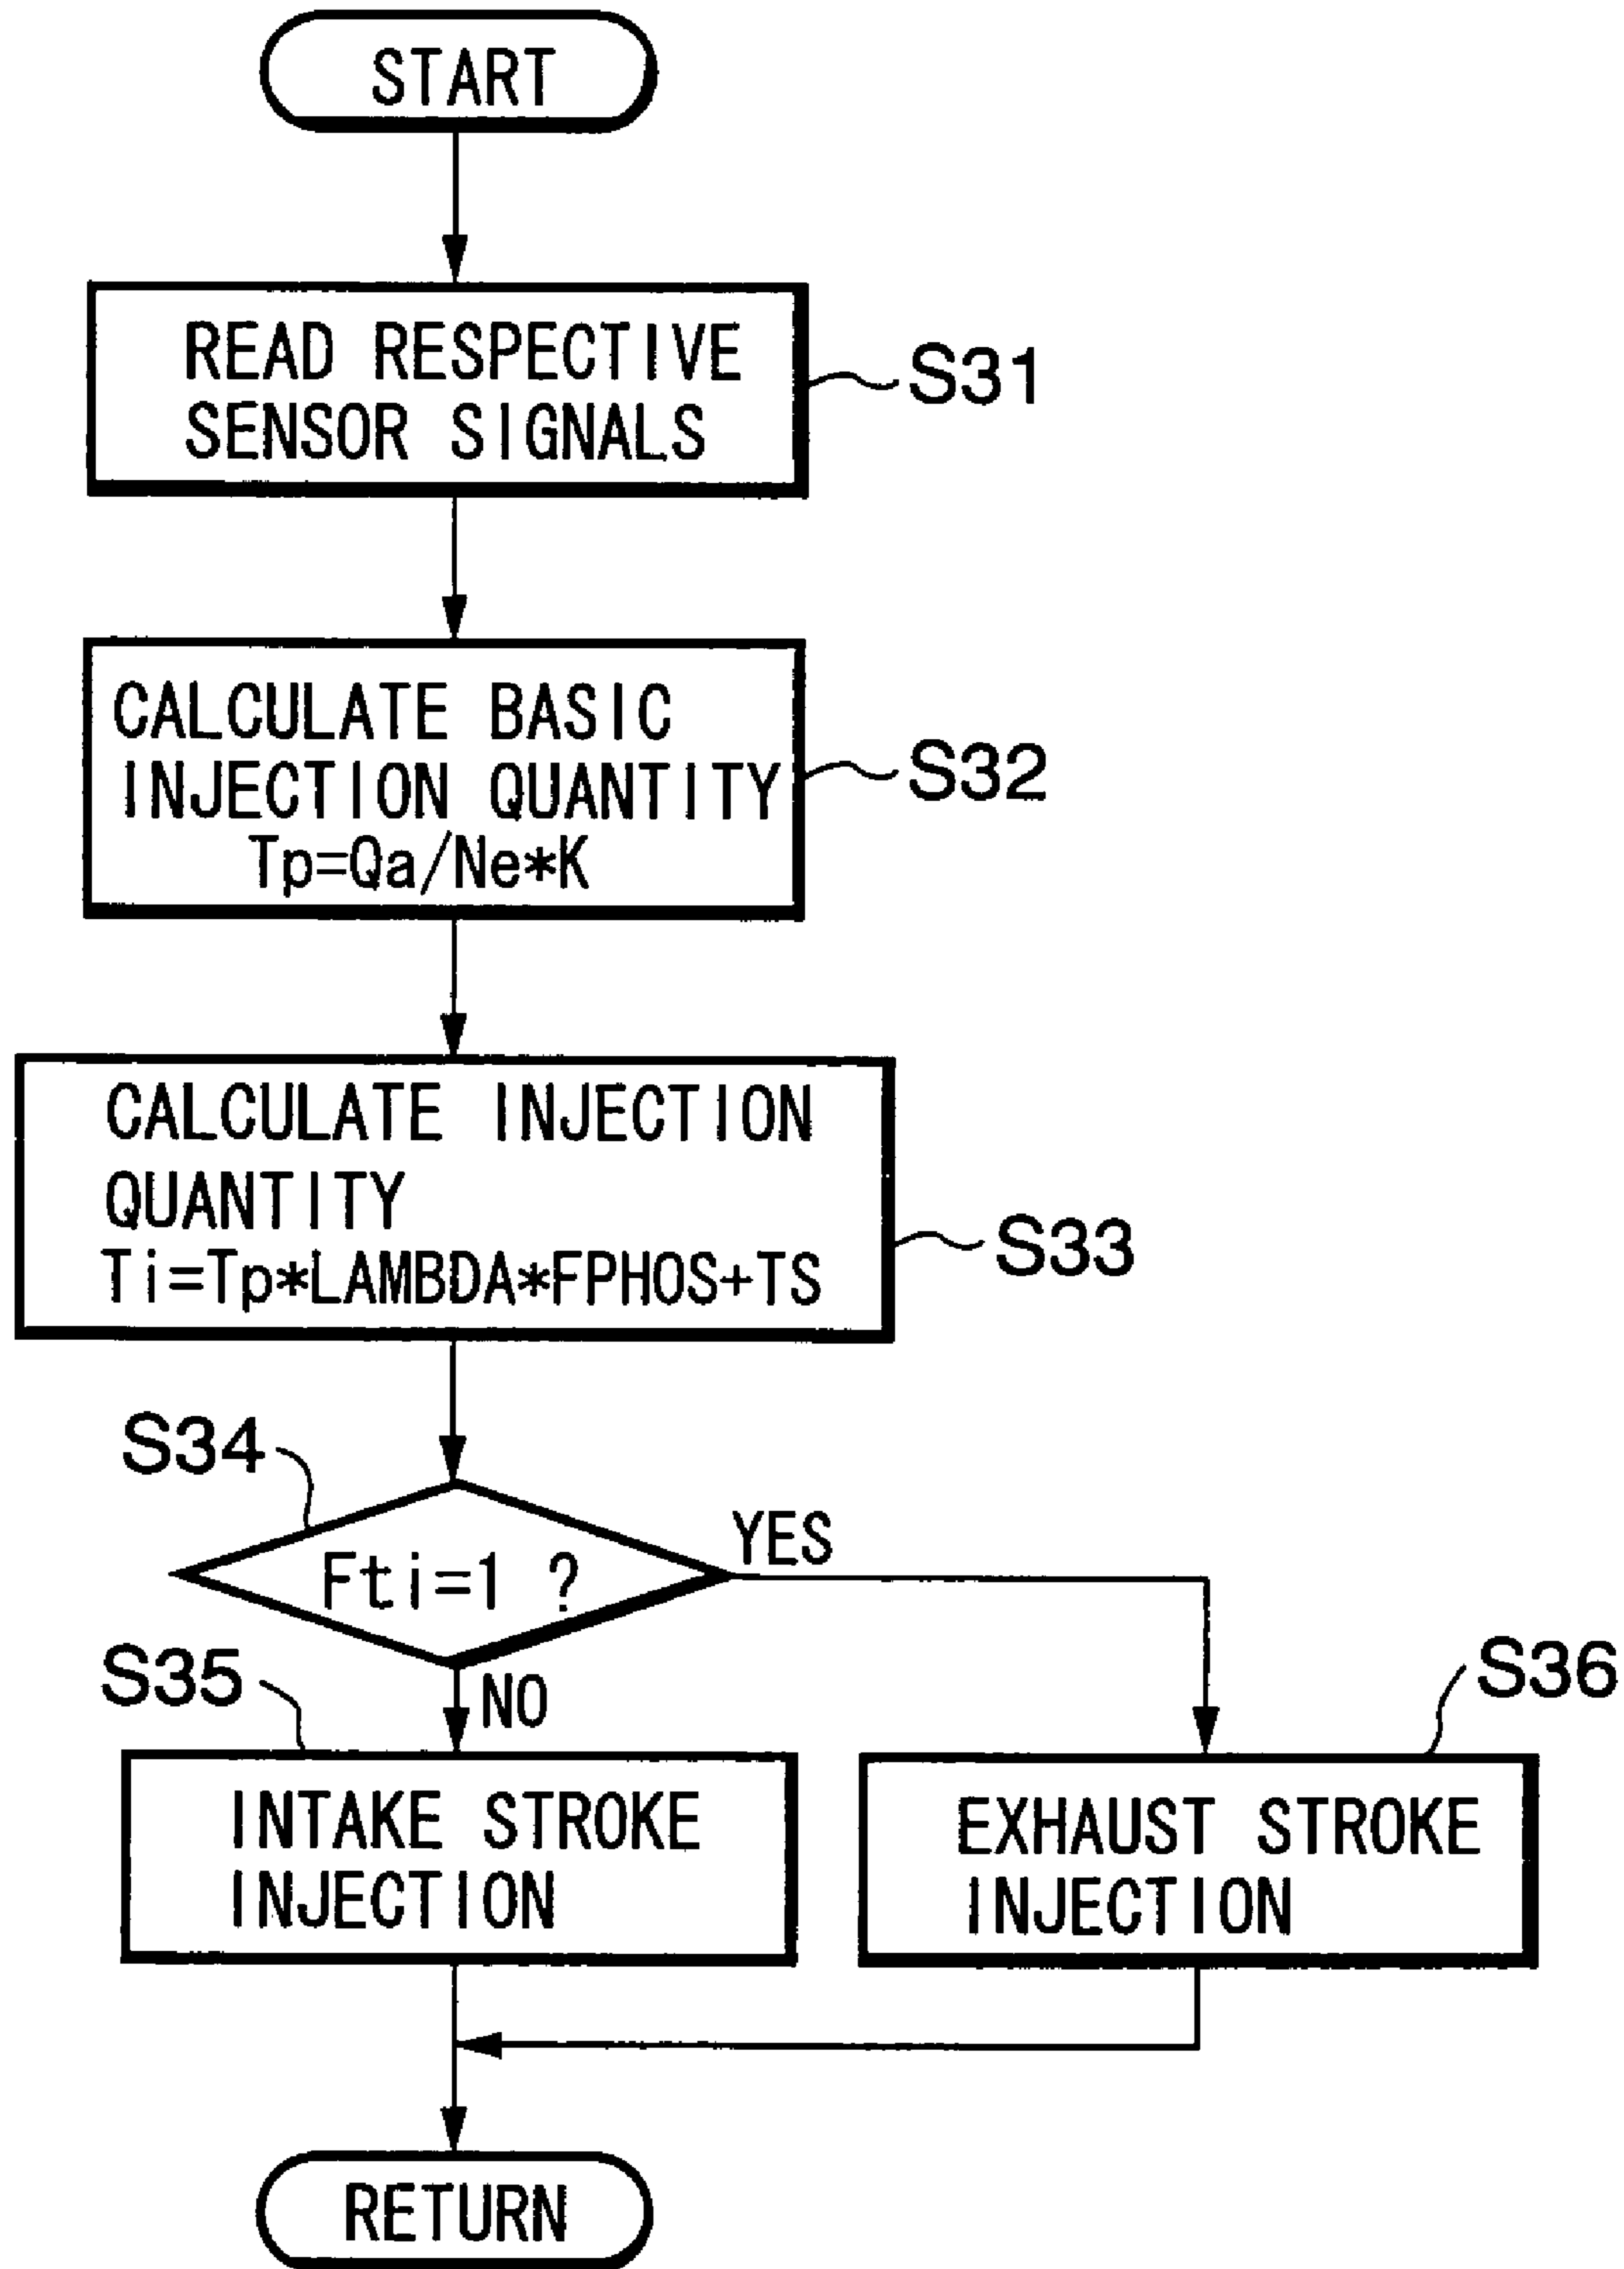 START
READ RESPECTIVE
SENSOR SIGNALS
S31
CALCULATE BASIC
INJECTION QUANTITY
Tp=Qa/Ne*K
S32
CALCULATE INJECTION
QUANTITY
Ti=Tp*LAMBDA*FPHOS+TS
S33
S34
Fti=1 ?
YES
NO
S35
INTAKE STROKE
INJECTION
S36
EXHAUST STROKE
INJECTION
RETURN